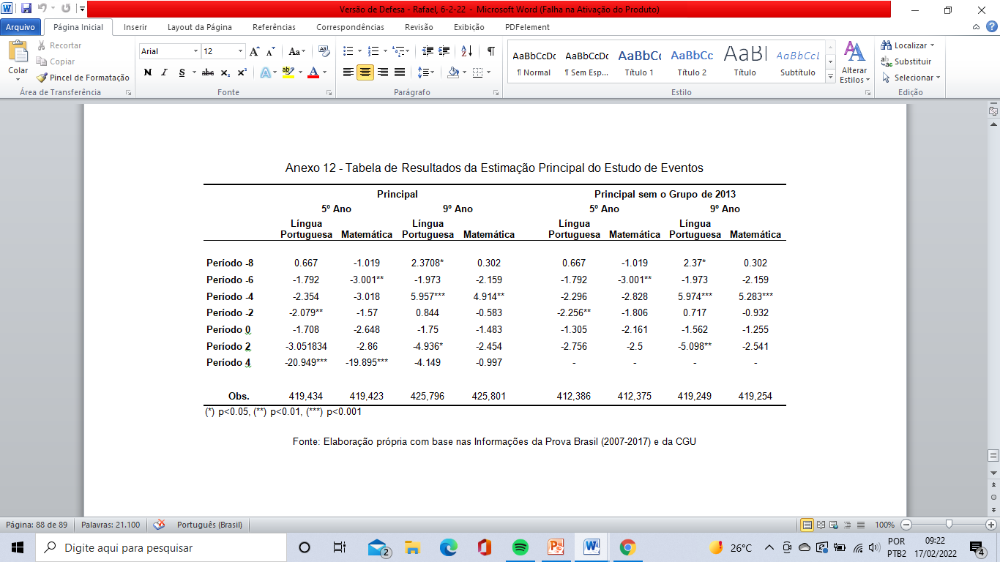 Versão de Defesa - Rafael, 6-2-22 - Microsoft Word (Falha na Ativação do Produto)
Arquivo Página Inicial Inserir Layout da Página Referências Correspondências Revisão Exibição PDFelement
Colar
Recortar
Copiar
Pincel de Formatação
Área de Transferência
Arial 12
N I S abc x₂ x²
Fonte
Parágrafo
AaBbCcDc AaBbCcDc AaBbCc AaBbCc AaBl AaBbCcL
¶ Normal ¶ Sem Esp... Título 1 Título 2 Título Subtítulo
Alterar
Estilos
Estilo
Localizar
Substituir
Selecionar
Edição
Anexo 12 - Tabela de Resultados da Estimação Principal do Estudo de Eventos
Principal Principal sem o Grupo de 2013
5º Ano 9º Ano 5º Ano 9º Ano
Língua Língua Língua Língua
Portuguesa Matemática Portuguesa Matemática Portuguesa Matemática Portuguesa Matemática
Período -8 0.667 -1.019 2.3708* 0.302 0.667 -1.019 2.37* 0.302
Período -6 -1.792 -3.001** -1.973 -2.159 -1.792 -3.001** -1.973 -2.159
Período -4 -2.354 -3.018 5.957*** 4.914** -2.296 -2.828 5.974*** 5.283***
Período -2 -2.079** -1.57 0.844 -0.583 -2.256** -1.806 0.717 -0.932
Período 0 -1.708 -2.648 -1.75 -1.483 -1.305 -2.161 -1.562 -1.255
Período 2 -3.051834 -2.86 -4.936* -2.454 -2.756 -2.5 -5.098** -2.541
Período 4 -20.949*** -19.895*** -4.149 -0.997 - - - -
Obs. 419,434 419,423 425,796 425,801 412,386 412,375 419,249 419,254
(*) p<0.05, (**) p<0.01, (***) p<0.001
Fonte: Elaboração própria com base nas Informações da Prova Brasil (2007-2017) e da CGU
Página: 88 de 89 Palavras: 21.100 Português (Brasil) 100%
Digite aqui para pesquisar
2
26°C
POR
PTB2
09:22
17/02/2022
4